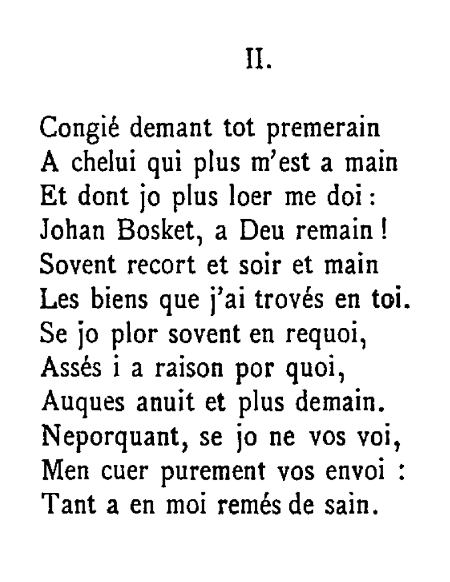 II.
Congié demant tot premerain
A chelui qui plus m'est a main
Et dont jo plus loer me doi :
Johan Bosket, a Deu remain !
Sovent recort et soir et main
Les biens que j'ai trovés en toi.
Se jo plor sovent en requoi,
Assés i a raison por quoi,
Auques anuit et plus demain.
Neporquant, se jo ne vos voi,
Men cuer purement vos envoi :
Tant a en moi remés de sain.